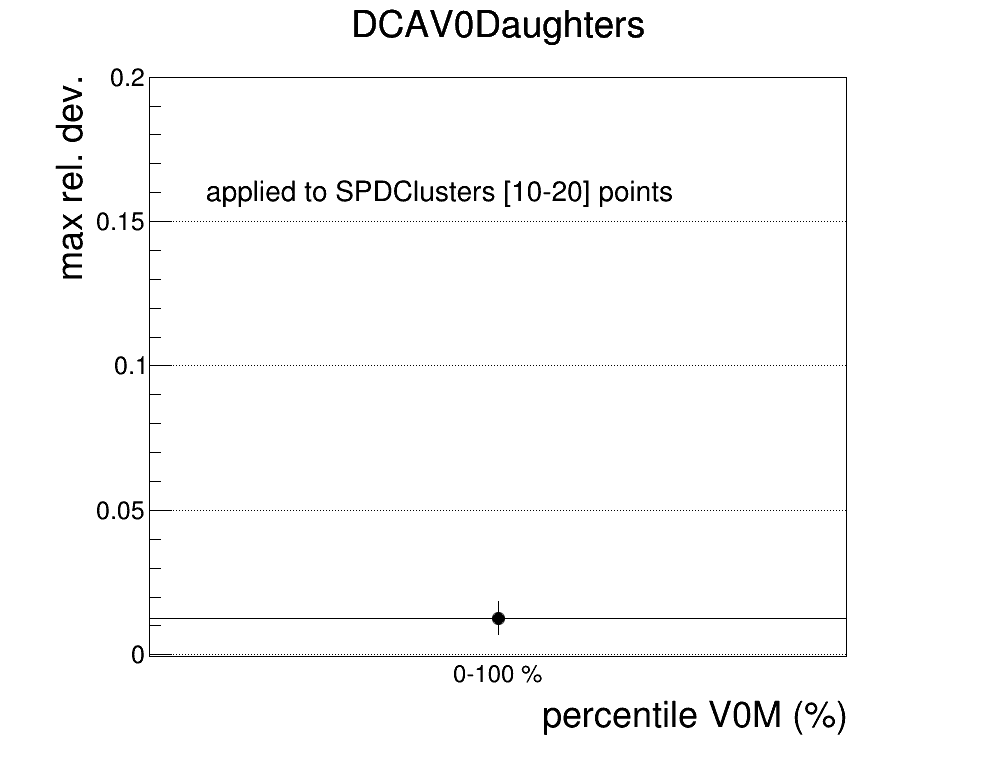 DCAV0Daughters
max rel. dev.
0.2
applied to SPDClusters [10-20] points
0.15
0.1
0.05
0
0-100 %
percentile V0M (%)